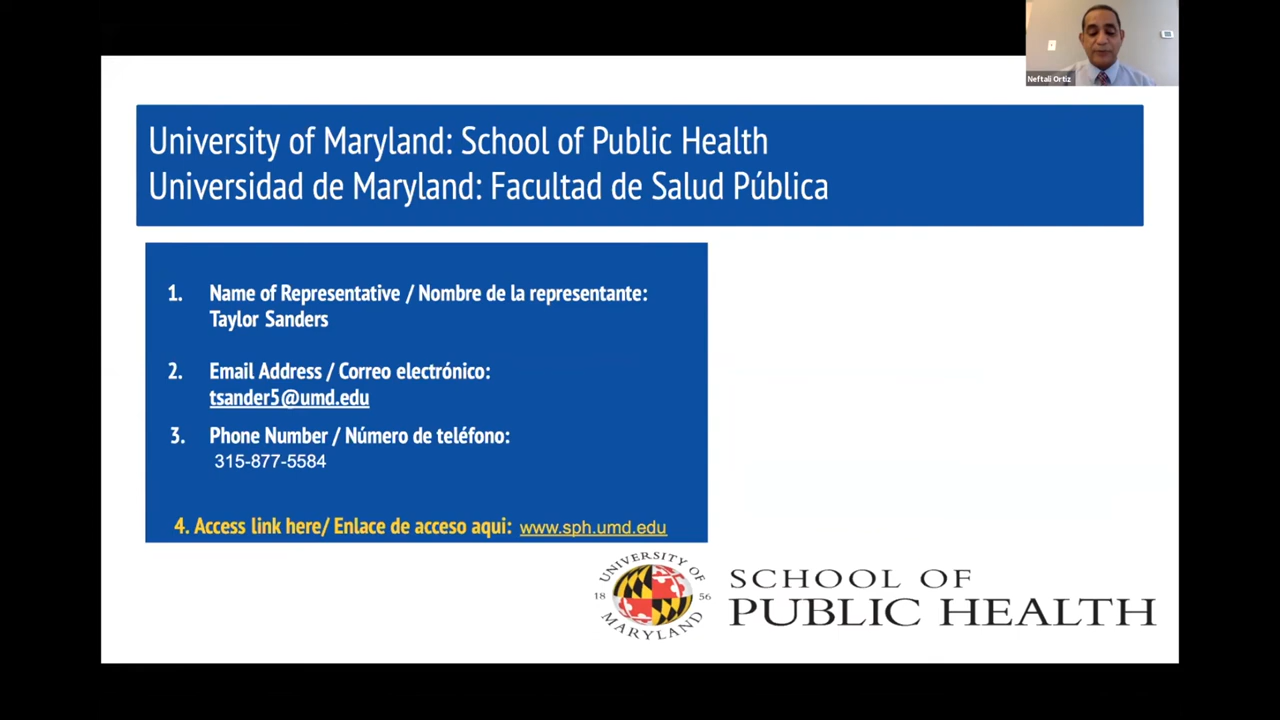 Neftali Ortiz
University of Maryland: School of Public Health
Universidad de Maryland: Facultad de Salud Pública
1. Name of Representative / Nombre de la representante:
Taylor Sanders
2. Email Address / Correo electrónico:
tsander5@umd.edu
3. Phone Number / Número de teléfono:
315-877-5584
4. Access link here/ Enlace de acceso aqui: www.sph.umd.edu
UNIVERSITY OF
18 56
MARYLAND
SCHOOL OF
PUBLIC HEALTH